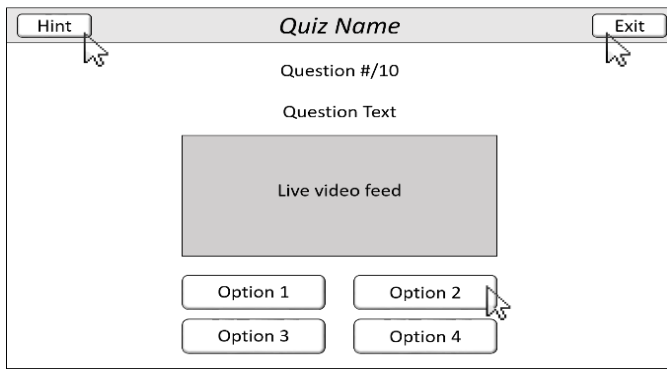 Hint Quiz Name Exit
Question #/10
Question Text
Live video feed
Option 1 Option 2
Option 3 Option 4